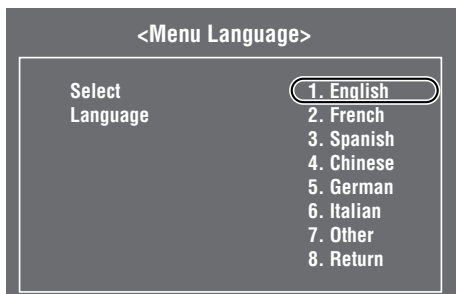 <Menu Language>
Select 1. English
Language 2. French
3. Spanish
4. Chinese
5. German
6. Italian
7. Other
8. Return